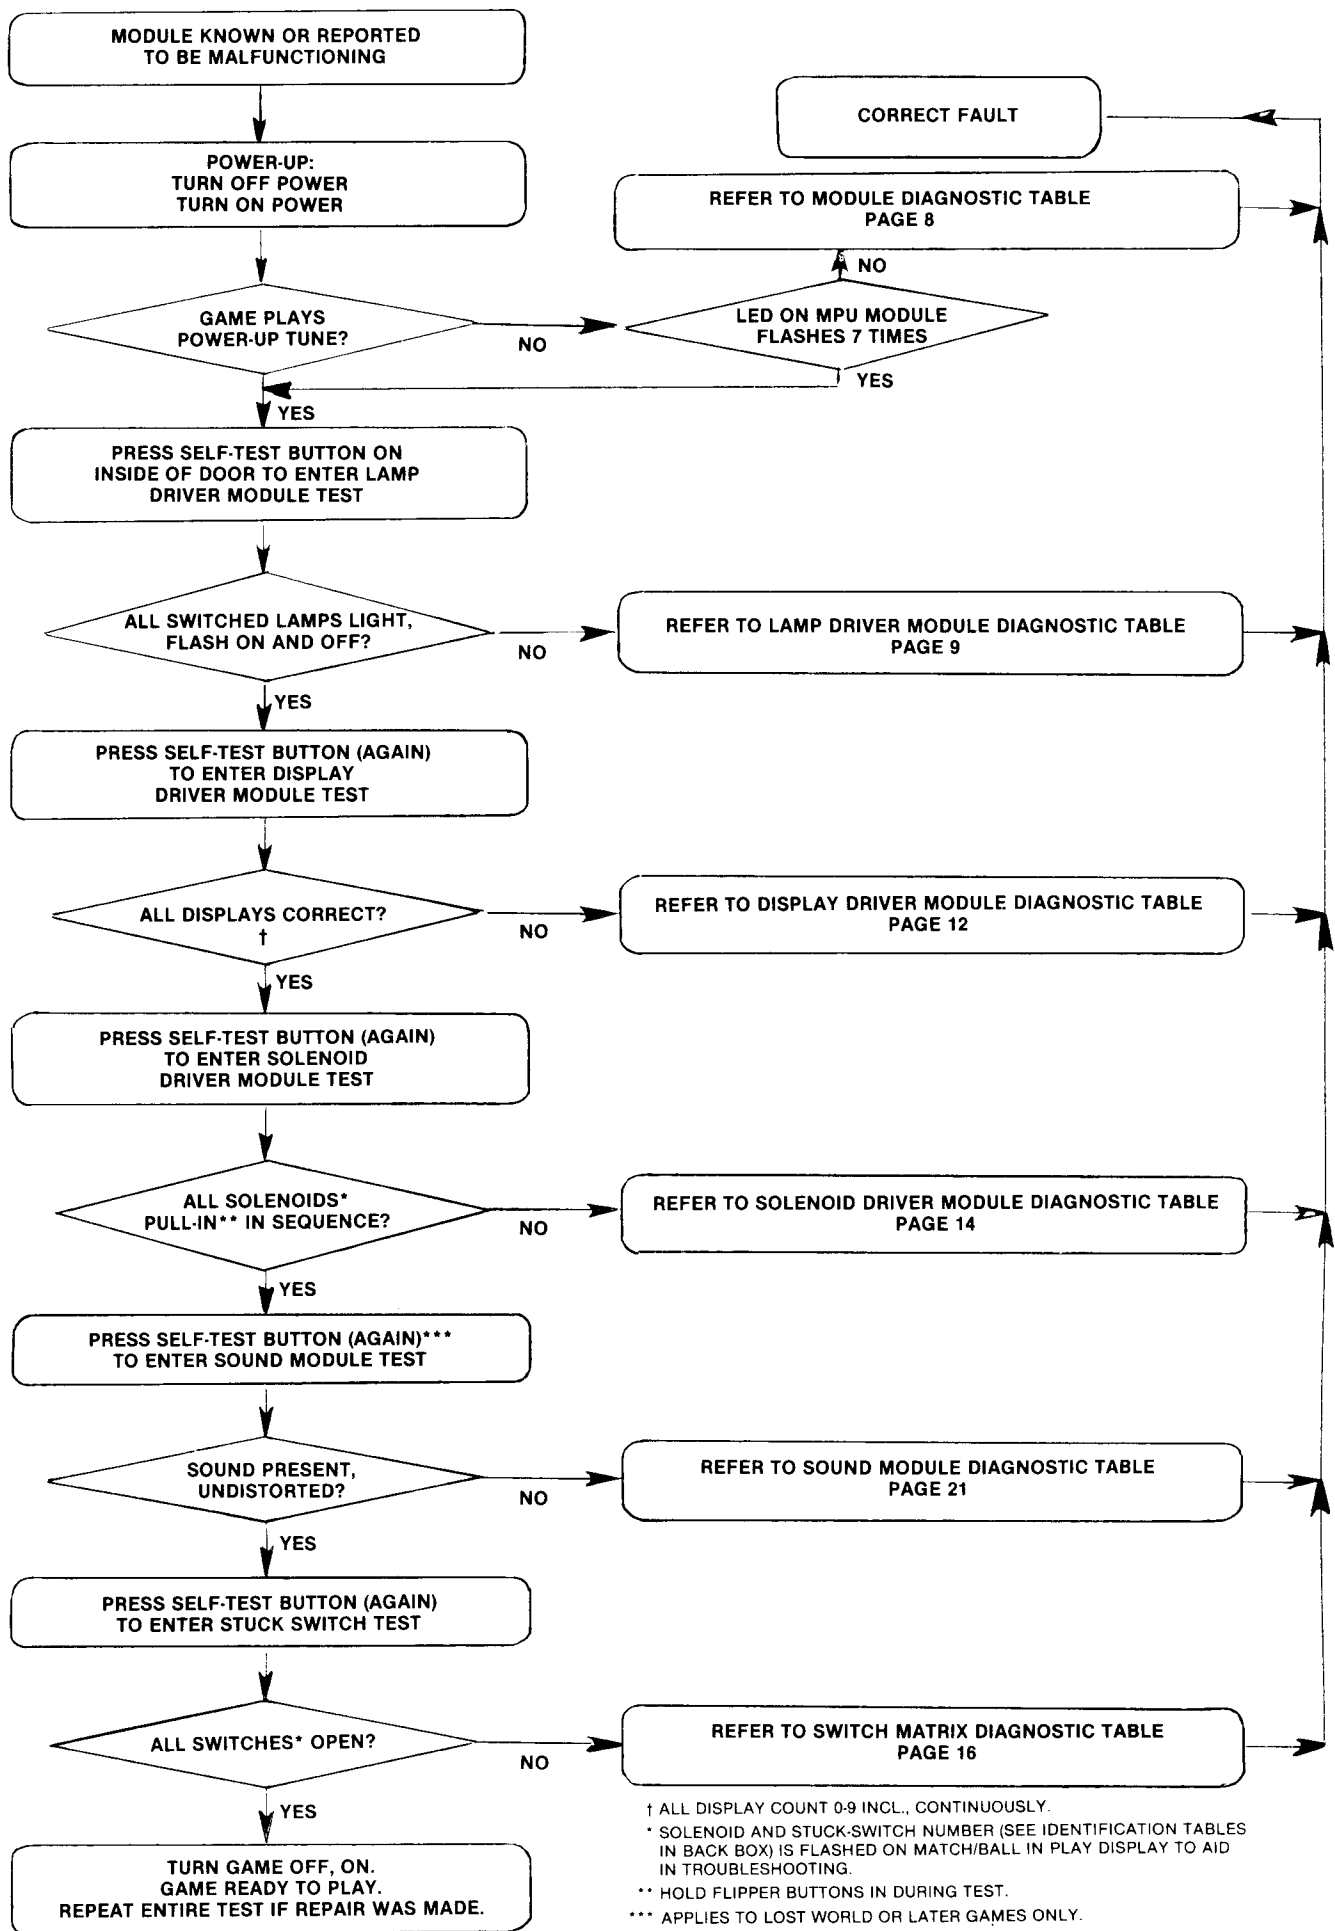 MODULE KNOWN OR REPORTED
TO BE MALFUNCTIONING
CORRECT FAULT
POWER-UP:
TURN OFF POWER
TURN ON POWER
REFER TO MODULE DIAGNOSTIC TABLE
PAGE 8
NO
GAME PLAYS
POWER-UP TUNE?
NO
LED ON MPU MODULE
FLASHES 7 TIMES
YES
YES
PRESS SELF-TEST BUTTON ON
INSIDE OF DOOR TO ENTER LAMP
DRIVER MODULE TEST
ALL SWITCHED LAMPS LIGHT,
FLASH ON AND OFF?
NO
REFER TO LAMP DRIVER MODULE DIAGNOSTIC TABLE
PAGE 9
YES
PRESS SELF-TEST BUTTON (AGAIN)
TO ENTER DISPLAY
DRIVER MODULE TEST
ALL DISPLAYS CORRECT?
†
NO
REFER TO DISPLAY DRIVER MODULE DIAGNOSTIC TABLE
PAGE 12
YES
PRESS SELF-TEST BUTTON (AGAIN)
TO ENTER SOLENOID
DRIVER MODULE TEST
ALL SOLENOIDS*
PULL-IN** IN SEQUENCE?
NO
REFER TO SOLENOID DRIVER MODULE DIAGNOSTIC TABLE
PAGE 14
YES
PRESS SELF-TEST BUTTON (AGAIN)***
TO ENTER SOUND MODULE TEST
SOUND PRESENT,
UNDISTORTED?
NO
REFER TO SOUND MODULE DIAGNOSTIC TABLE
PAGE 21
YES
PRESS SELF-TEST BUTTON (AGAIN)
TO ENTER STUCK SWITCH TEST
ALL SWITCHES* OPEN?
NO
REFER TO SWITCH MATRIX DIAGNOSTIC TABLE
PAGE 16
YES
TURN GAME OFF, ON.
GAME READY TO PLAY.
REPEAT ENTIRE TEST IF REPAIR WAS MADE.
† ALL DISPLAY COUNT 0-9 INCL., CONTINUOUSLY.
* SOLENOID AND STUCK-SWITCH NUMBER (SEE IDENTIFICATION TABLES
IN BACK BOX) IS FLASHED ON MATCH/BALL IN PLAY DISPLAY TO AID
IN TROUBLESHOOTING.
** HOLD FLIPPER BUTTONS IN DURING TEST.
*** APPLIES TO LOST WORLD OR LATER GAMES ONLY.